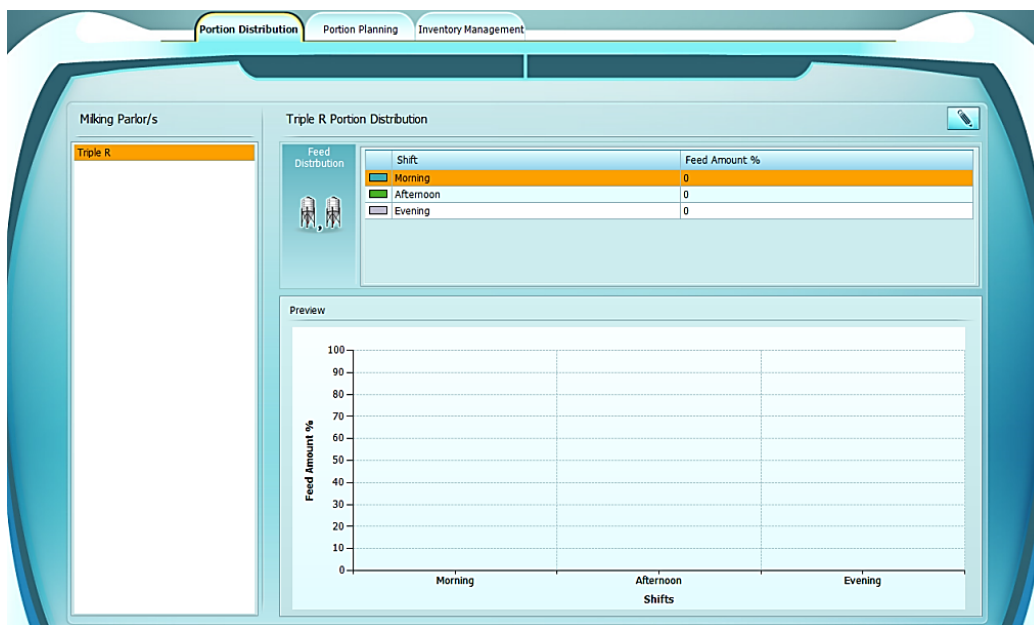 Portion Distribution Portion Planning Inventory Management
Milking Parlor/s
Triple R
Triple R Portion Distribution
Feed
Distrbution
Shift Feed Amount %
Morning 0
Afternoon 0
Evening 0
Preview
Feed Amount %
100
90
80
70
60
50
40
30
20
10
0
Morning Afternoon Evening
Shifts